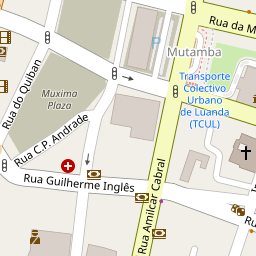 Rua da M
Mutamba
P
Rua do Quiban
Muxima
Plaza
Transporte
Colectivo
Urbano
de Luanda
(TCUL)
Rua C.P. Andrade
Rua Guilherme Inglês
Rua Amilcar Cabral